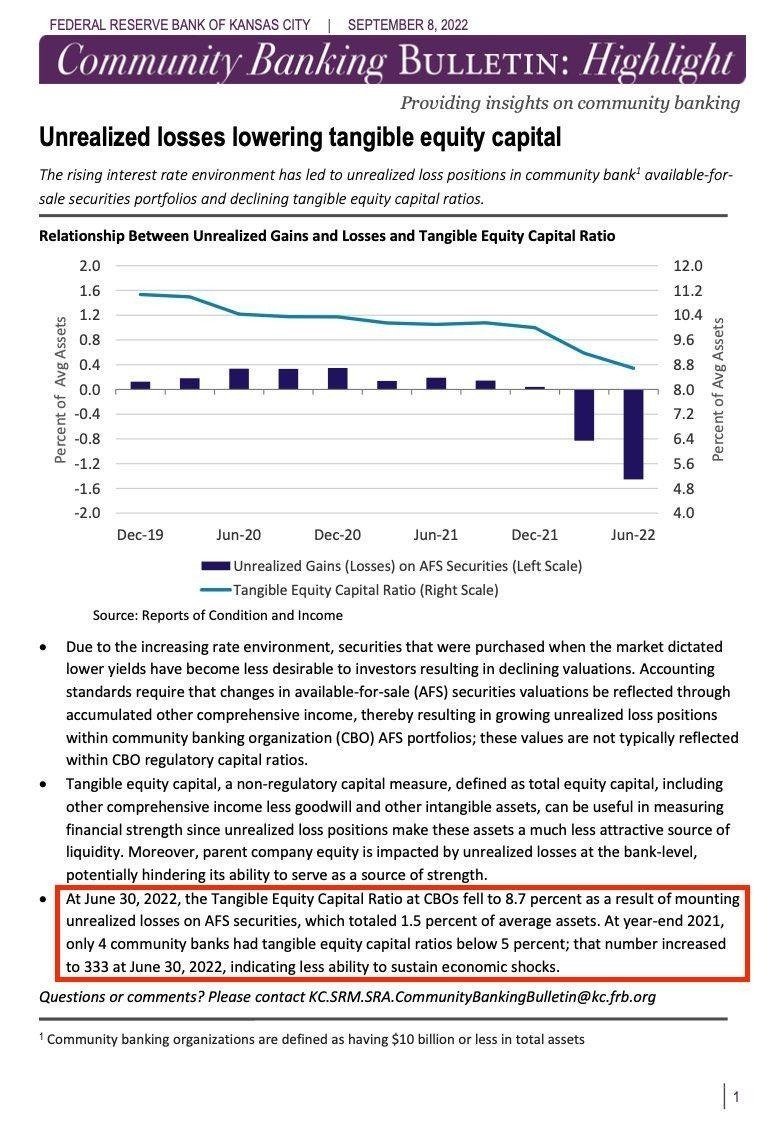 FEDERAL RESERVE BANK OF KANSAS CITY | SEPTEMBER 8, 2022
Community Banking BULLETIN: Highlight
Providing insights on community banking
Unrealized losses lowering tangible equity capital
The rising interest rate environment has led to unrealized loss positions in community bank¹ available-for-
sale securities portfolios and declining tangible equity capital ratios.
Relationship Between Unrealized Gains and Losses and Tangible Equity Capital Ratio
2.0 12.0
1.6 11.2
1.2 10.4
0.8 9.6
0.4 8.8
0.0 8.0
-0.4 7.2
-0.8 6.4
-1.2 5.6
-1.6 4.8
-2.0 4.0
Percent of Avg Assets
Percent of Avg Assets
Dec-19 Jun-20 Dec-20 Jun-21 Dec-21 Jun-22
Unrealized Gains (Losses) on AFS Securities (Left Scale)
Tangible Equity Capital Ratio (Right Scale)
Source: Reports of Condition and Income
• Due to the increasing rate environment, securities that were purchased when the market dictated
lower yields have become less desirable to investors resulting in declining valuations. Accounting
standards require that changes in available-for-sale (AFS) securities valuations be reflected through
accumulated other comprehensive income, thereby resulting in growing unrealized loss positions
within community banking organization (CBO) AFS portfolios; these values are not typically reflected
within CBO regulatory capital ratios.
• Tangible equity capital, a non-regulatory capital measure, defined as total equity capital, including
other comprehensive income less goodwill and other intangible assets, can be useful in measuring
financial strength since unrealized loss positions make these assets a much less attractive source of
liquidity. Moreover, parent company equity is impacted by unrealized losses at the bank-level,
potentially hindering its ability to serve as a source of strength.
• At June 30, 2022, the Tangible Equity Capital Ratio at CBOs fell to 8.7 percent as a result of mounting
unrealized losses on AFS securities, which totaled 1.5 percent of average assets. At year-end 2021,
only 4 community banks had tangible equity capital ratios below 5 percent; that number increased
to 333 at June 30, 2022, indicating less ability to sustain economic shocks.
Questions or comments? Please contact KC.SRM.SRA.CommunityBankingBulletin@kc.frb.org
¹ Community banking organizations are defined as having $10 billion or less in total assets
| 1